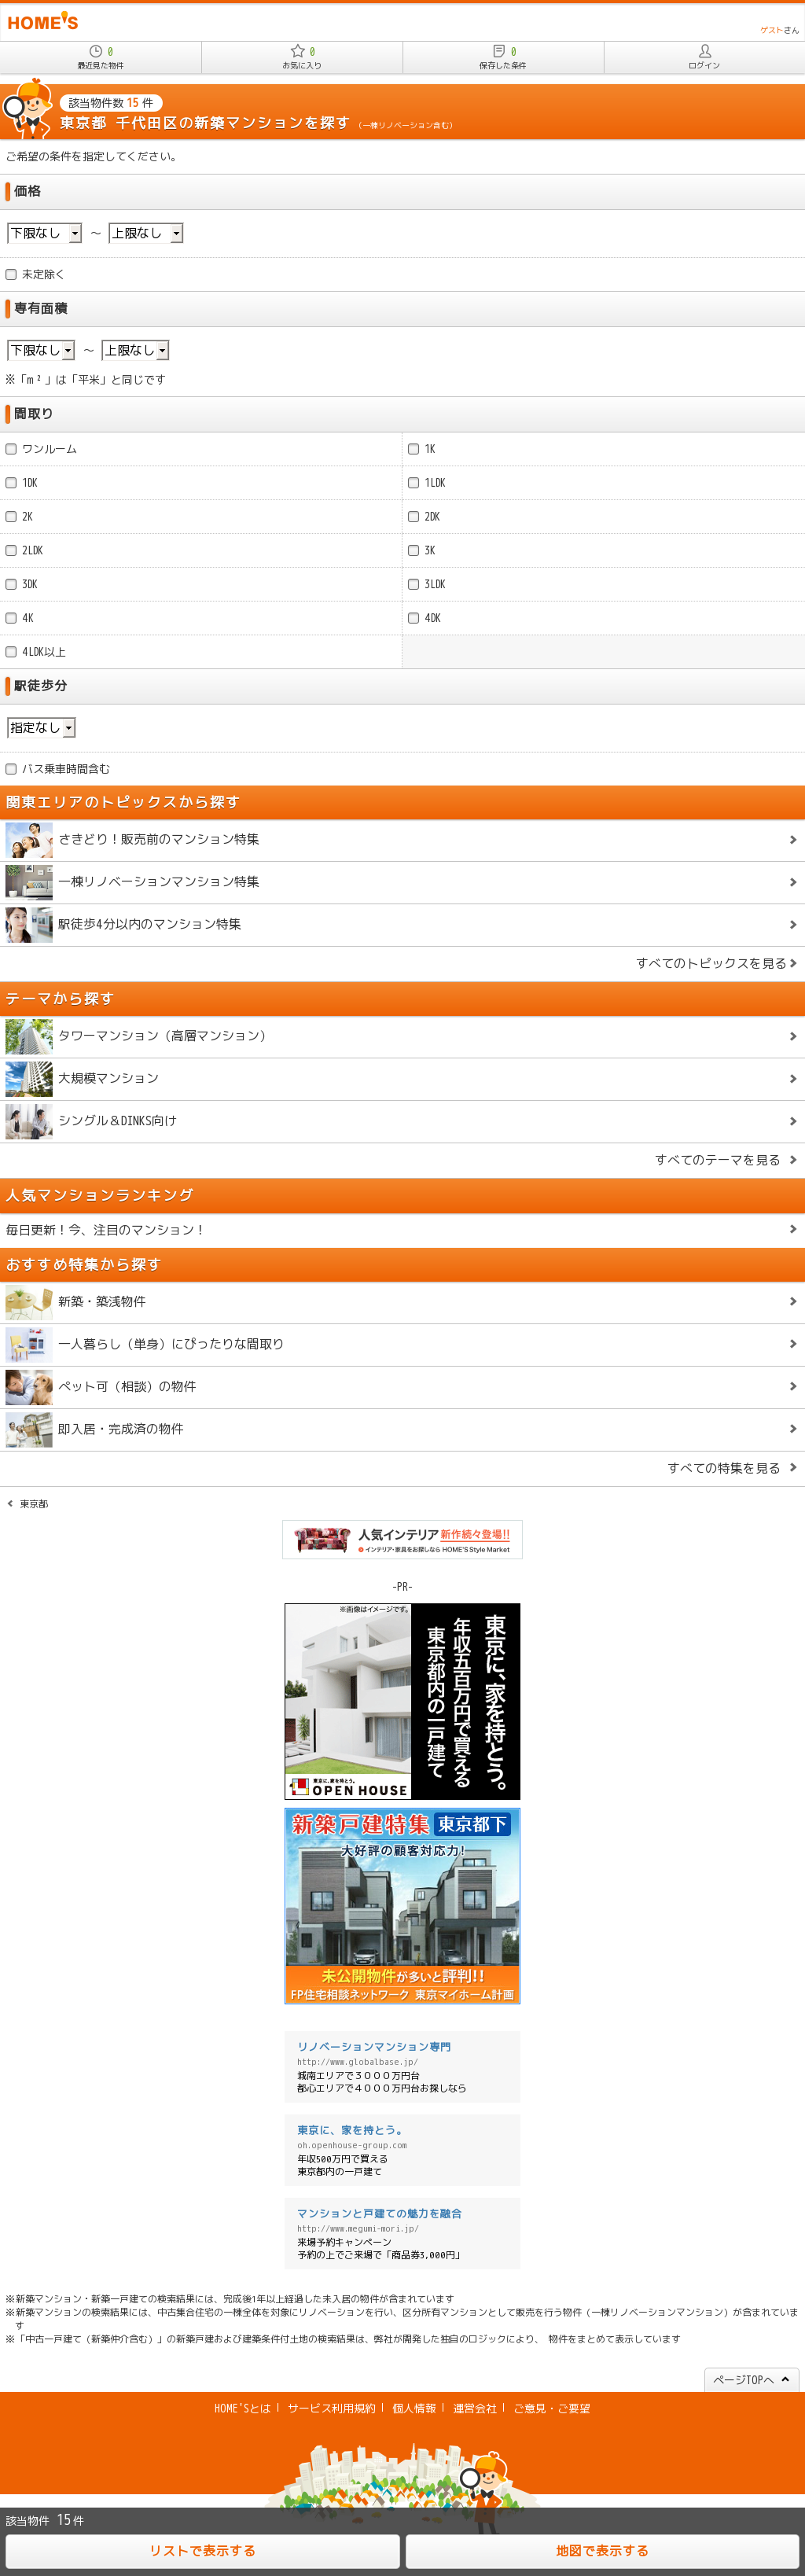 HOME'S
ゲストさん
0
最近見た物件
0
お気に入り
0
保存した条件
ログイン
該当物件数 15 件
東京都 千代田区の新築マンションを探す（一棟リノベーション含む）
ご希望の条件を指定してください。
価格
下限なし ～ 上限なし
未定除く
専有面積
下限なし ～ 上限なし
※「m²」は「平米」と同じです
間取り
ワンルーム
1K
1DK
1LDK
2K
2DK
2LDK
3K
3DK
3LDK
4K
4DK
4LDK以上
駅徒歩分
指定なし
バス乗車時間含む
関東エリアのトピックスから探す
さきどり！販売前のマンション特集
一棟リノベーションマンション特集
駅徒歩4分以内のマンション特集
すべてのトピックスを見る
テーマから探す
タワーマンション（高層マンション）
大規模マンション
シングル＆DINKS向け
すべてのテーマを見る
人気マンションランキング
毎日更新！今、注目のマンション！
おすすめ特集から探す
新築・築浅物件
一人暮らし（単身）にぴったりな間取り
ペット可（相談）の物件
即入居・完成済の物件
すべての特集を見る
東京都
人気インテリア 新作続々登場!!
インテリア・家具をお探しなら HOME'S Style Market
-PR-
※画像はイメージです。
東京に、家を持とう。
年収五百万円で買える
東京都内の一戸建て
東京に、家を持とう。
OPEN HOUSE
新築戸建特集 東京都下
大好評の顧客対応力！
未公開物件が多いと評判!!
FP住宅相談ネットワーク 東京マイホーム計画
リノベーションマンション専門
http://www.globalbase.jp/
城南エリアで３０００万円台
都心エリアで４０００万円台お探しなら
東京に、家を持とう。
oh.openhouse-group.com
年収500万円で買える
東京都内の一戸建て
マンションと戸建ての魅力を融合
http://www.megumi-mori.jp/
来場予約キャンペーン
予約の上でご来場で「商品券3,000円」
※新築マンション・新築一戸建ての検索結果には、完成後1年以上経過した未入居の物件が含まれています
※新築マンションの検索結果には、中古集合住宅の一棟全体を対象にリノベーションを行い、区分所有マンションとして販売を行う物件（一棟リノベーションマンション）が含まれていま
す
※「中古一戸建て（新築仲介含む）」の新築戸建および建築条件付土地の検索結果は、弊社が開発した独自のロジックにより、 物件をまとめて表示しています
ページTOPへ
HOME'Sとは | サービス利用規約 | 個人情報 | 運営会社 | ご意見・ご要望
該当物件 15件
リストで表示する
地図で表示する